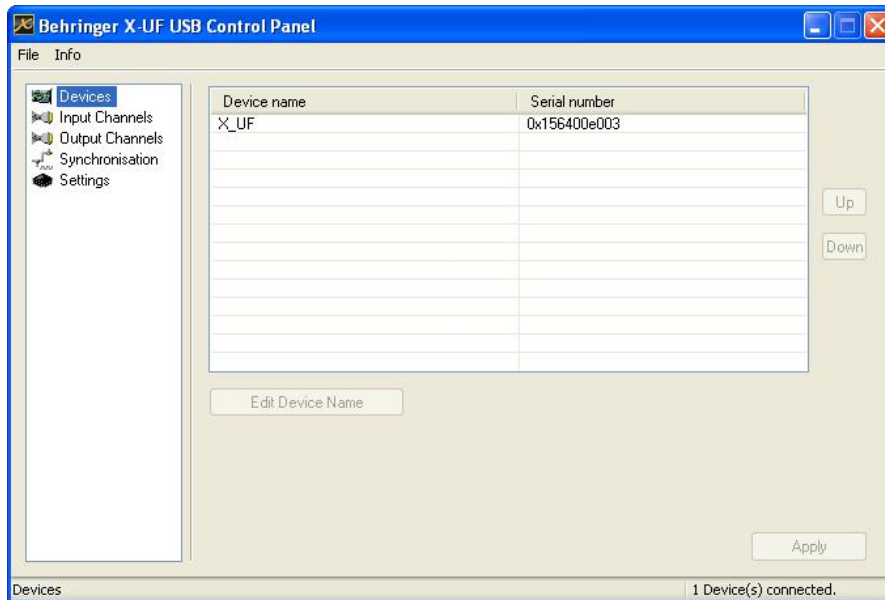 Behringer X-UF USB Control Panel
File Info
Devices
Input Channels
Output Channels
Synchronisation
Settings
Device name Serial number
X_UF 0x156400e003
Up
Down
Edit Device Name
Apply
Devices 1 Device(s) connected.